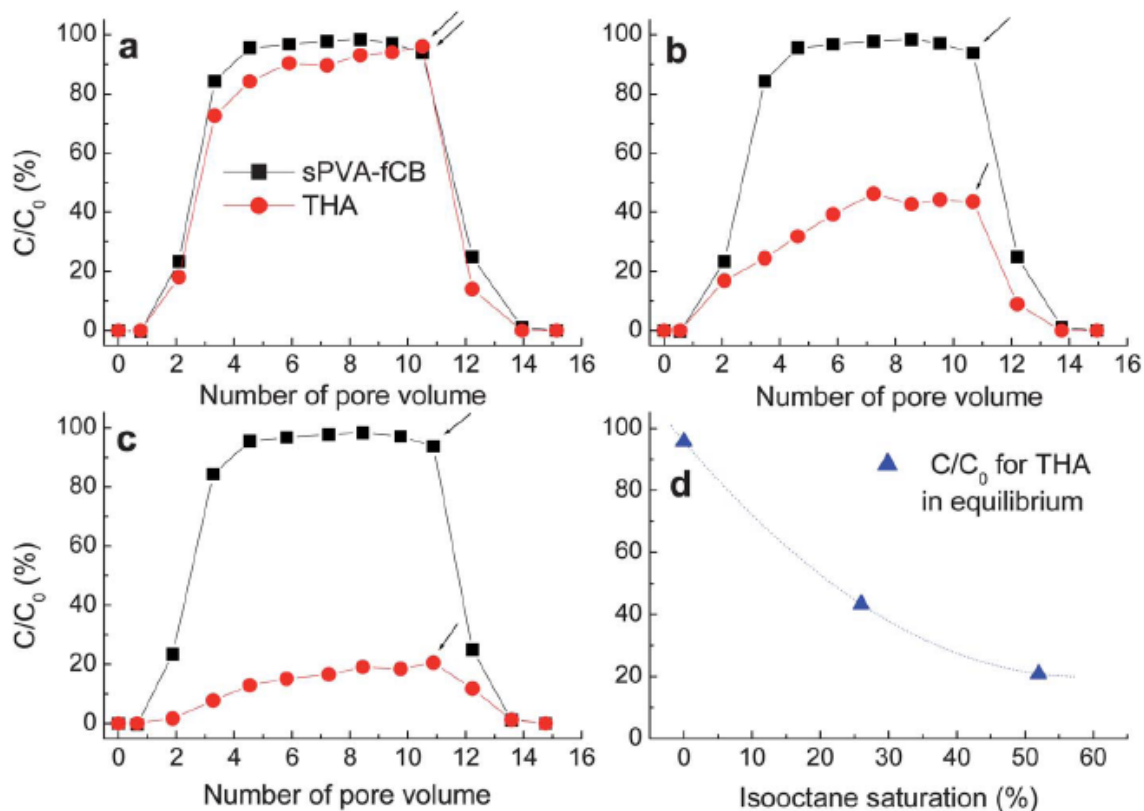 a
C/C0 (%)
100
80
60
40
20
0
sPVA-fCB
THA
0 2 4 6 8 10 12 14 16
Number of pore volume
b
100
80
60
40
20
0
0 2 4 6 8 10 12 14 16
Number of pore volume
c
C/C0 (%)
100
80
60
40
20
0
0 2 4 6 8 10 12 14 16
Number of pore volume
d
100
80
60
40
20
0
C/C0 for THA
in equilibrium
0 10 20 30 40 50 60
Isooctane saturation (%)